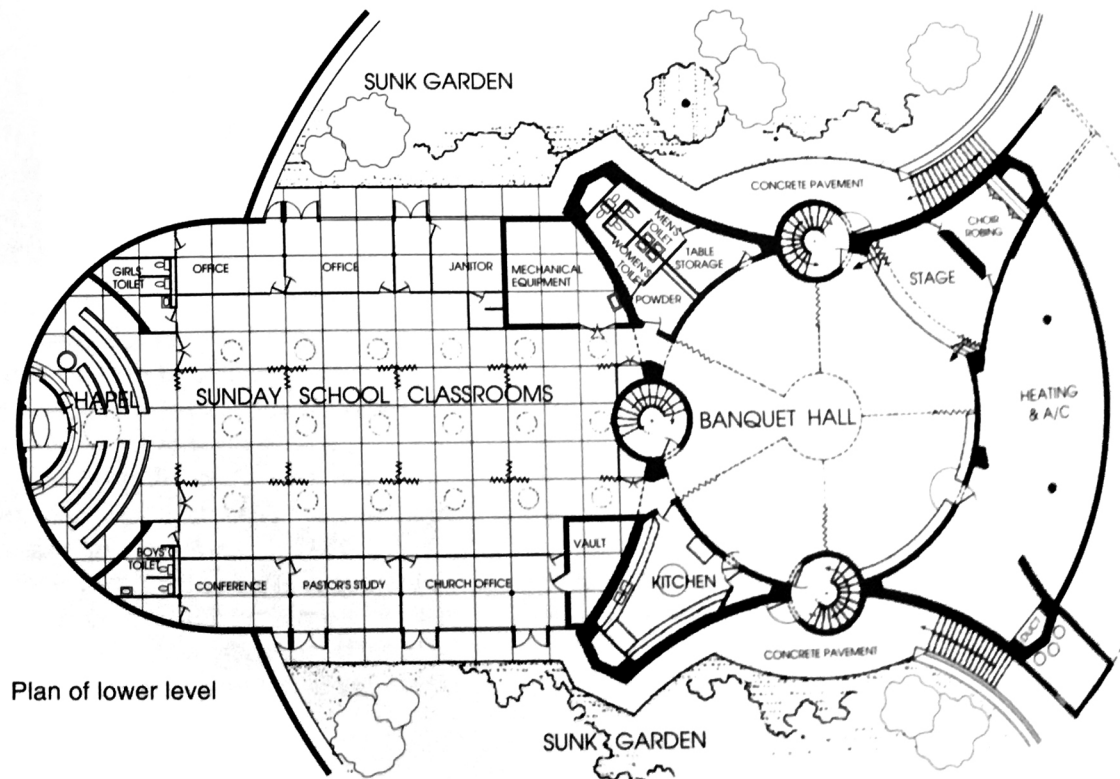 SUNK GARDEN
CONCRETE PAVEMENT
MEN'S
TOILET
WOMEN'S
TOILET
TABLE
STORAGE
CHOIR
ROBING
GIRLS'
TOILET
OFFICE
OFFICE
JANITOR
MECHANICAL
EQUIPMENT
POWDER
STAGE
CHAPEL
SUNDAY SCHOOL CLASSROOMS
BANQUET HALL
HEATING
& A/C
BOYS'
TOILET
VAULT
CONFERENCE
PASTOR'S STUDY
CHURCH OFFICE
KITCHEN
DUCT
CONCRETE PAVEMENT
Plan of lower level
SUNK GARDEN